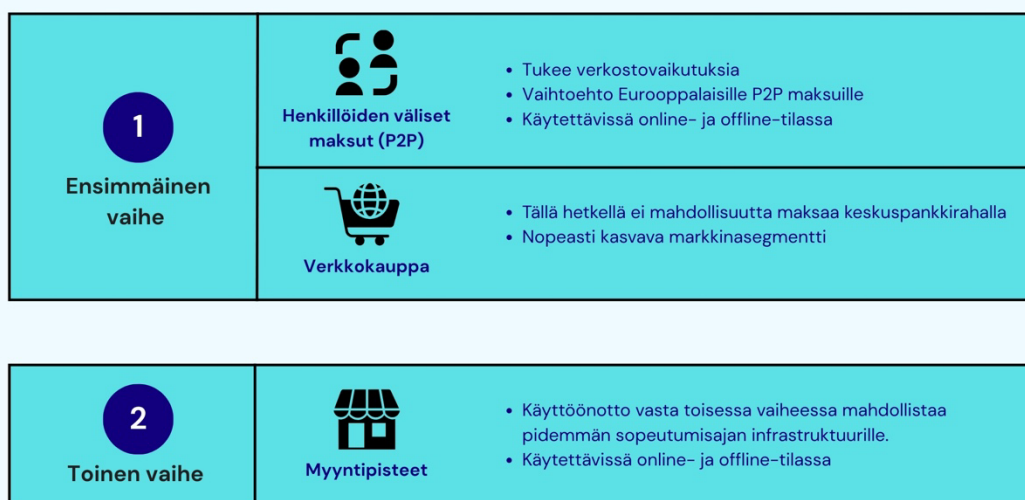 1
Ensimmäinen
vaihe
Henkillöiden väliset
maksut (P2P)
• Tukee verkostovaikutuksia
• Vaihtoehto Eurooppalaisille P2P maksuille
• Käytettävissä online- ja offline-tilassa
Verkkokauppa
• Tällä hetkellä ei mahdollisuutta maksaa keskuspankkirahalla
• Nopeasti kasvava markkinasegmentti
2
Toinen vaihe
Myyntipisteet
• Käyttöönotto vasta toisessa vaiheessa mahdollistaa
pidemmän sopeutumisajan infrastruktuurille.
• Käytettävissä online- ja offline-tilassa